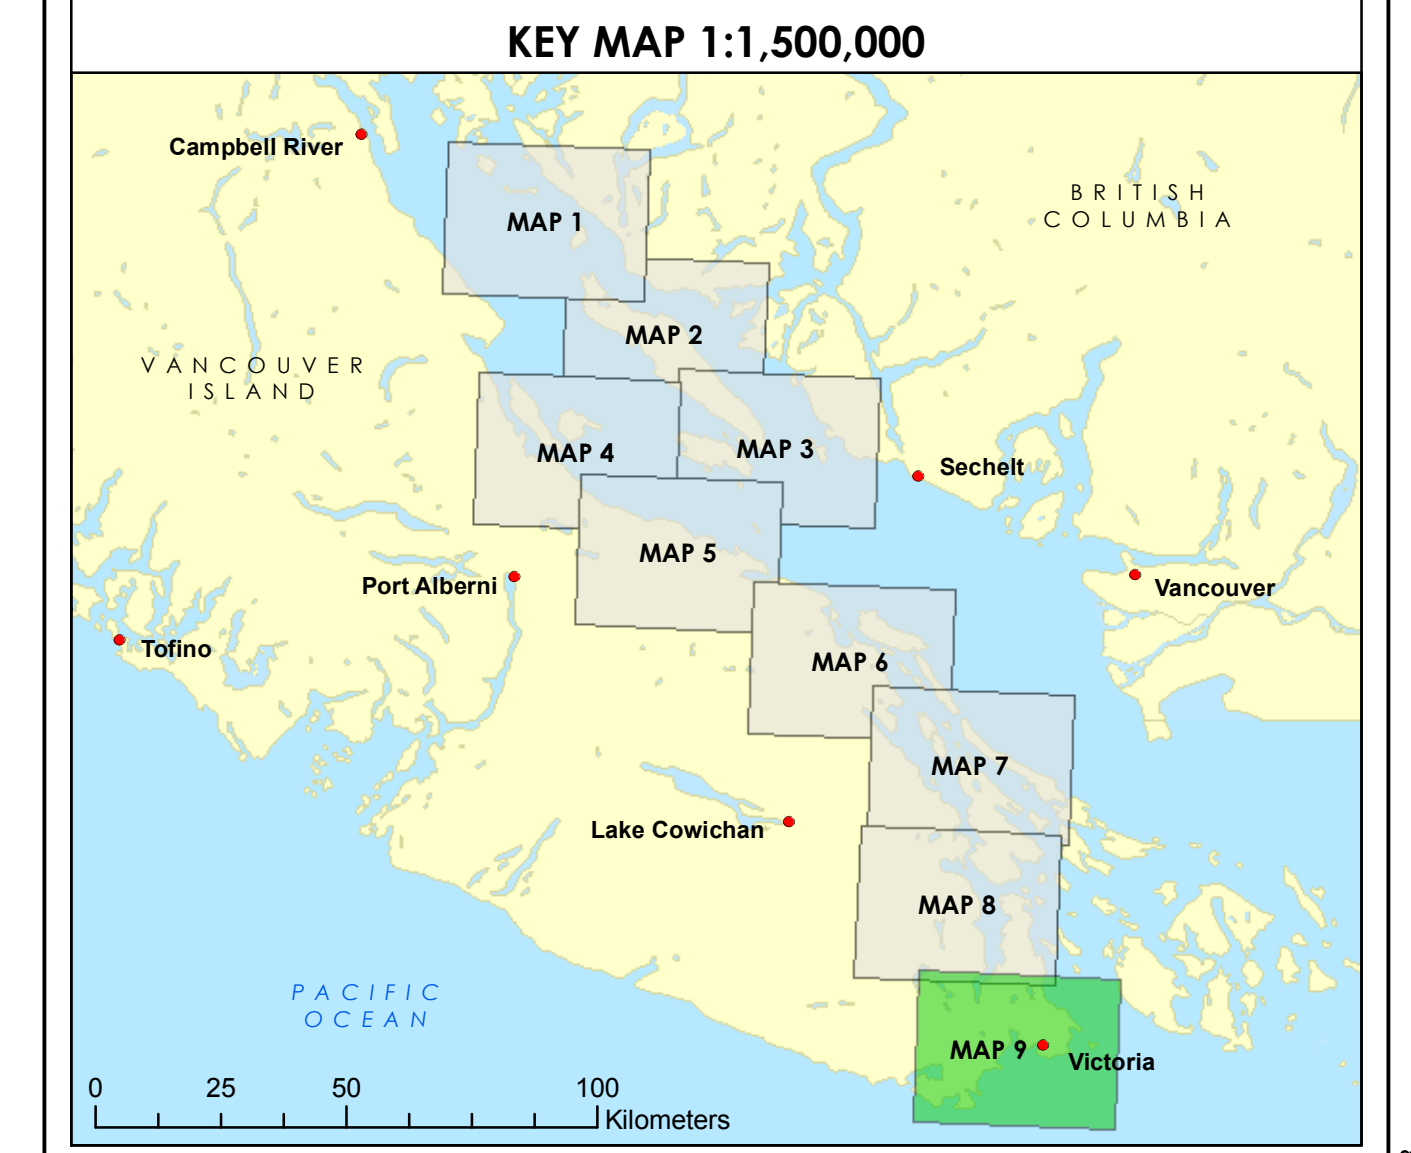 KEY MAP 1:1,500,000
Campbell River
BRITISH
COLUMBIA
MAP 1
MAP 2
VANCOUVER
ISLAND
MAP 4
MAP 3
Sechelt
MAP 5
Port Alberni
Vancouver
Tofino
MAP 6
MAP 7
Lake Cowichan
MAP 8
PACIFIC
OCEAN
MAP 9
Victoria
0 25 50 100
Kilometers